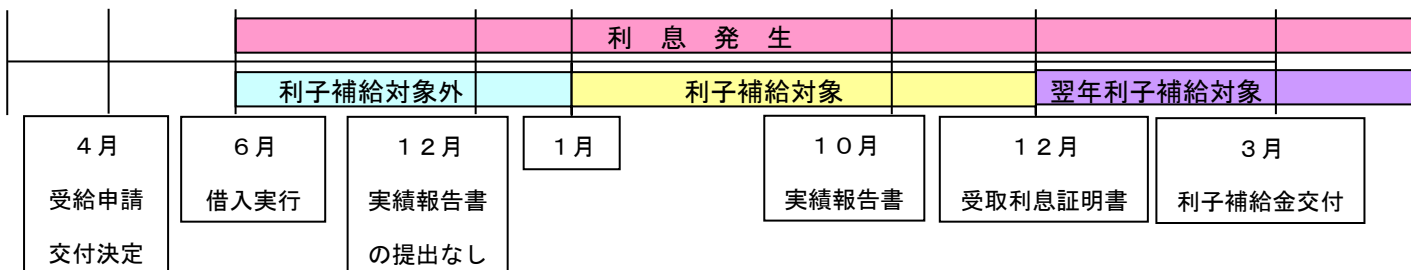 利　息　発　生
利子補給対象外
利子補給対象
翌年利子補給対象
４月
受給申請
交付決定
６月
借入実行
１２月
実績報告書
の提出なし
１月
１０月
実績報告書
１２月
受取利息証明書
３月
利子補給金交付